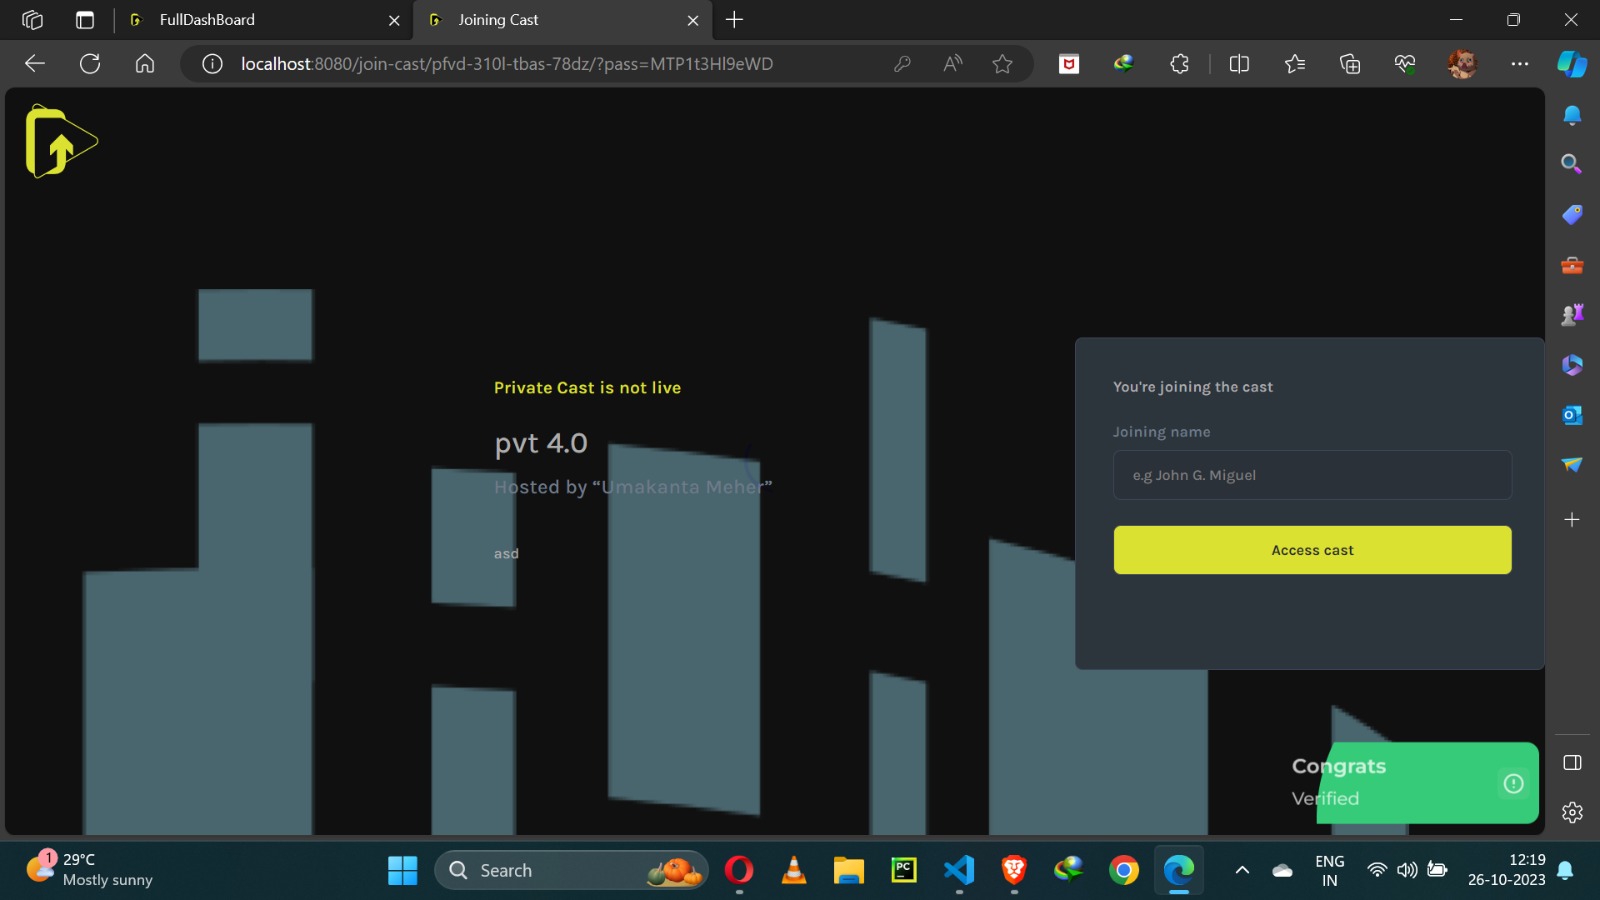 FullDashBoard
Joining Cast
localhost:8080/join-cast/pfvd-310l-tbas-78dz/?pass=MTP1t3Hl9eWD
Private Cast is not live
pvt 4.0
Hosted by “Umakanta Meher”
asd
You're joining the cast
Joining name
e.g John G. Miguel
Access cast
Congrats
Verified
1
29°C
Mostly sunny
Search
PC
ENG
IN
12:19
26-10-2023